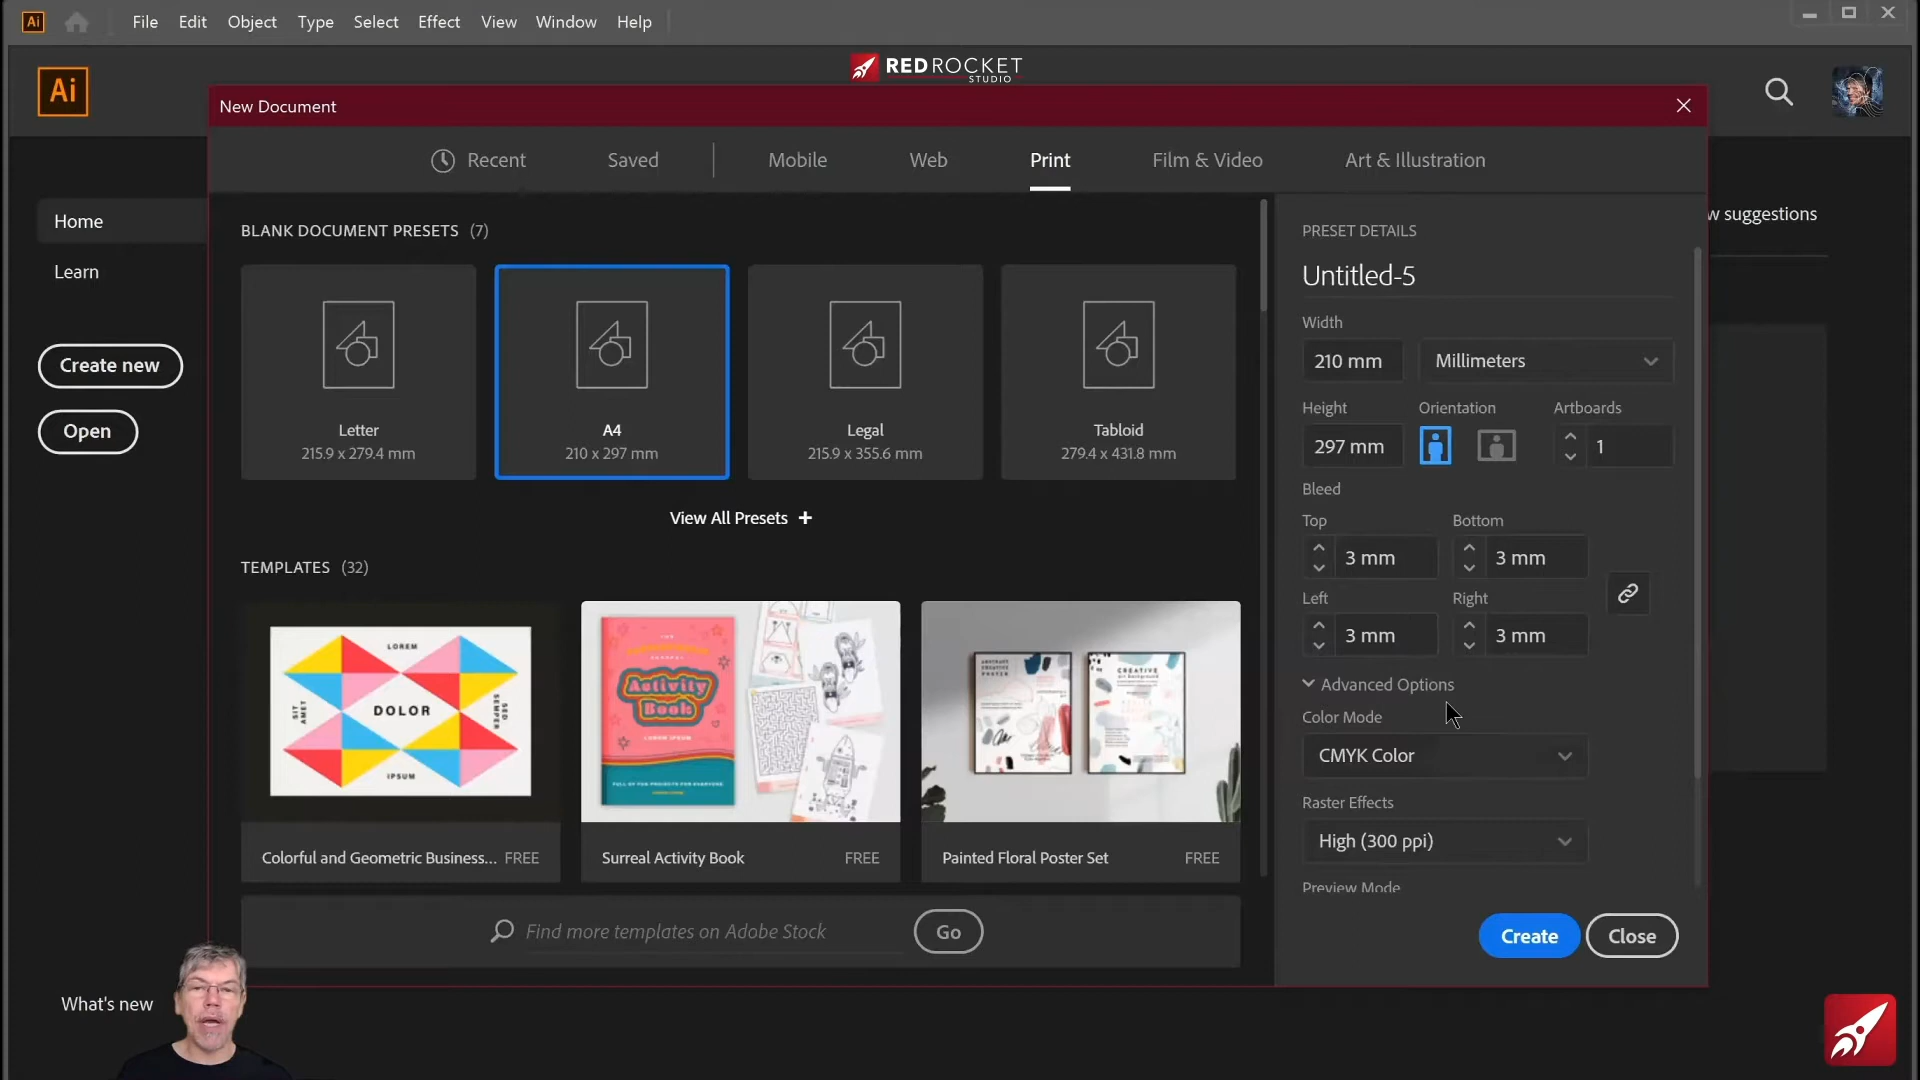 Ai File Edit Object Type Select Effect View Window Help
REDROCKET
STUDIO
Ai
New Document
Recent Saved Mobile Web Print Film & Video Art & Illustration
Home
Learn
Create new
Open
What's new
w suggestions
BLANK DOCUMENT PRESETS (7)
Letter
215.9 x 279.4 mm
A4
210 x 297 mm
Legal
215.9 x 355.6 mm
Tabloid
279.4 x 431.8 mm
View All Presets +
TEMPLATES (32)
LOREM
SIT AMET
DOLOR
SED SEMPER
IPSUM
Colorful and Geometric Business... FREE
Activity
Book
Surreal Activity Book FREE
Painted Floral Poster Set FREE
Find more templates on Adobe Stock
Go
PRESET DETAILS
Untitled-5
Width
210 mm Millimeters
Height Orientation Artboards
297 mm 1
Bleed
Top Bottom
3 mm 3 mm
Left Right
3 mm 3 mm
Advanced Options
Color Mode
CMYK Color
Raster Effects
High (300 ppi)
Preview Mode
Create Close